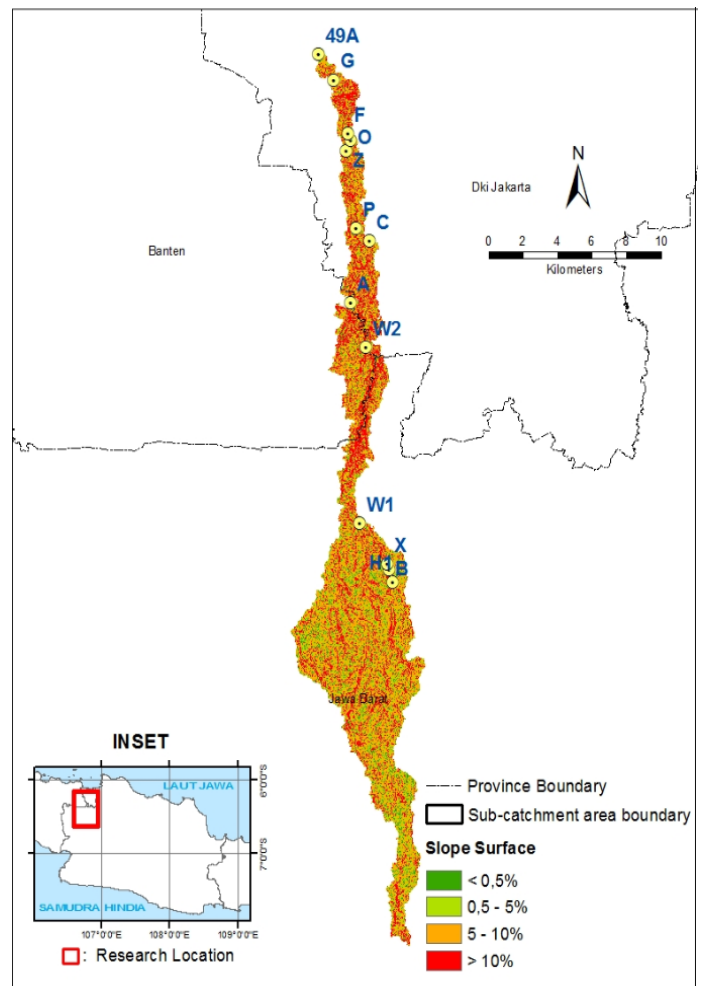 49A
G
F
O
Z
N
Dki Jakarta
P
C
0 2 4 6 8 10
Kilometers
Banten
A
W2
W1
X
H1
B
Jawa Barat
INSET
LAUT JAWA
6°0'0"S
7°0'0"S
SAMUDRA HINDIA
107°0'0"E 108°0'0"E 109°0'0"E
: Research Location
Province Boundary
Sub-catchment area boundary
Slope Surface
< 0,5%
0,5 - 5%
5 - 10%
> 10%